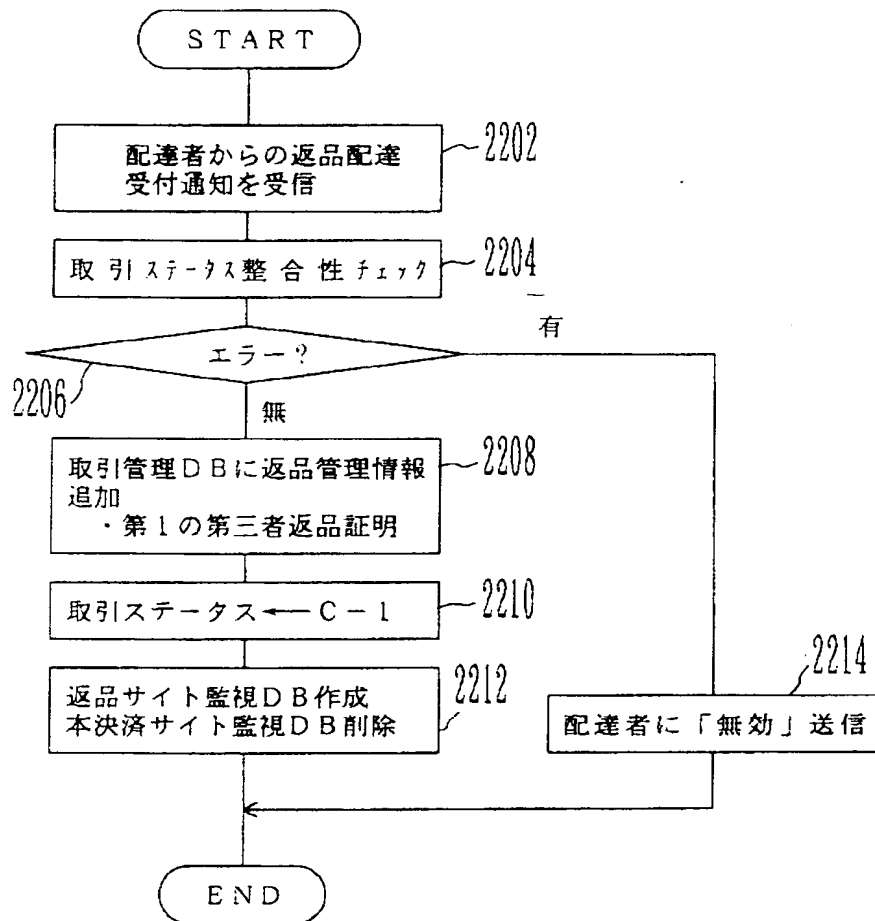 START
配達者からの返品配達
受付通知を受信
2202
取引ステータス整合性チェック
2204
エラー?
2206
有
無
取引管理DBに返品管理情報
追加
・第1の第三者返品証明
2208
取引ステータス←C-1
2210
返品サイト監視DB作成
本決済サイト監視DB削除
2212
2214
配達者に「無効」送信
END